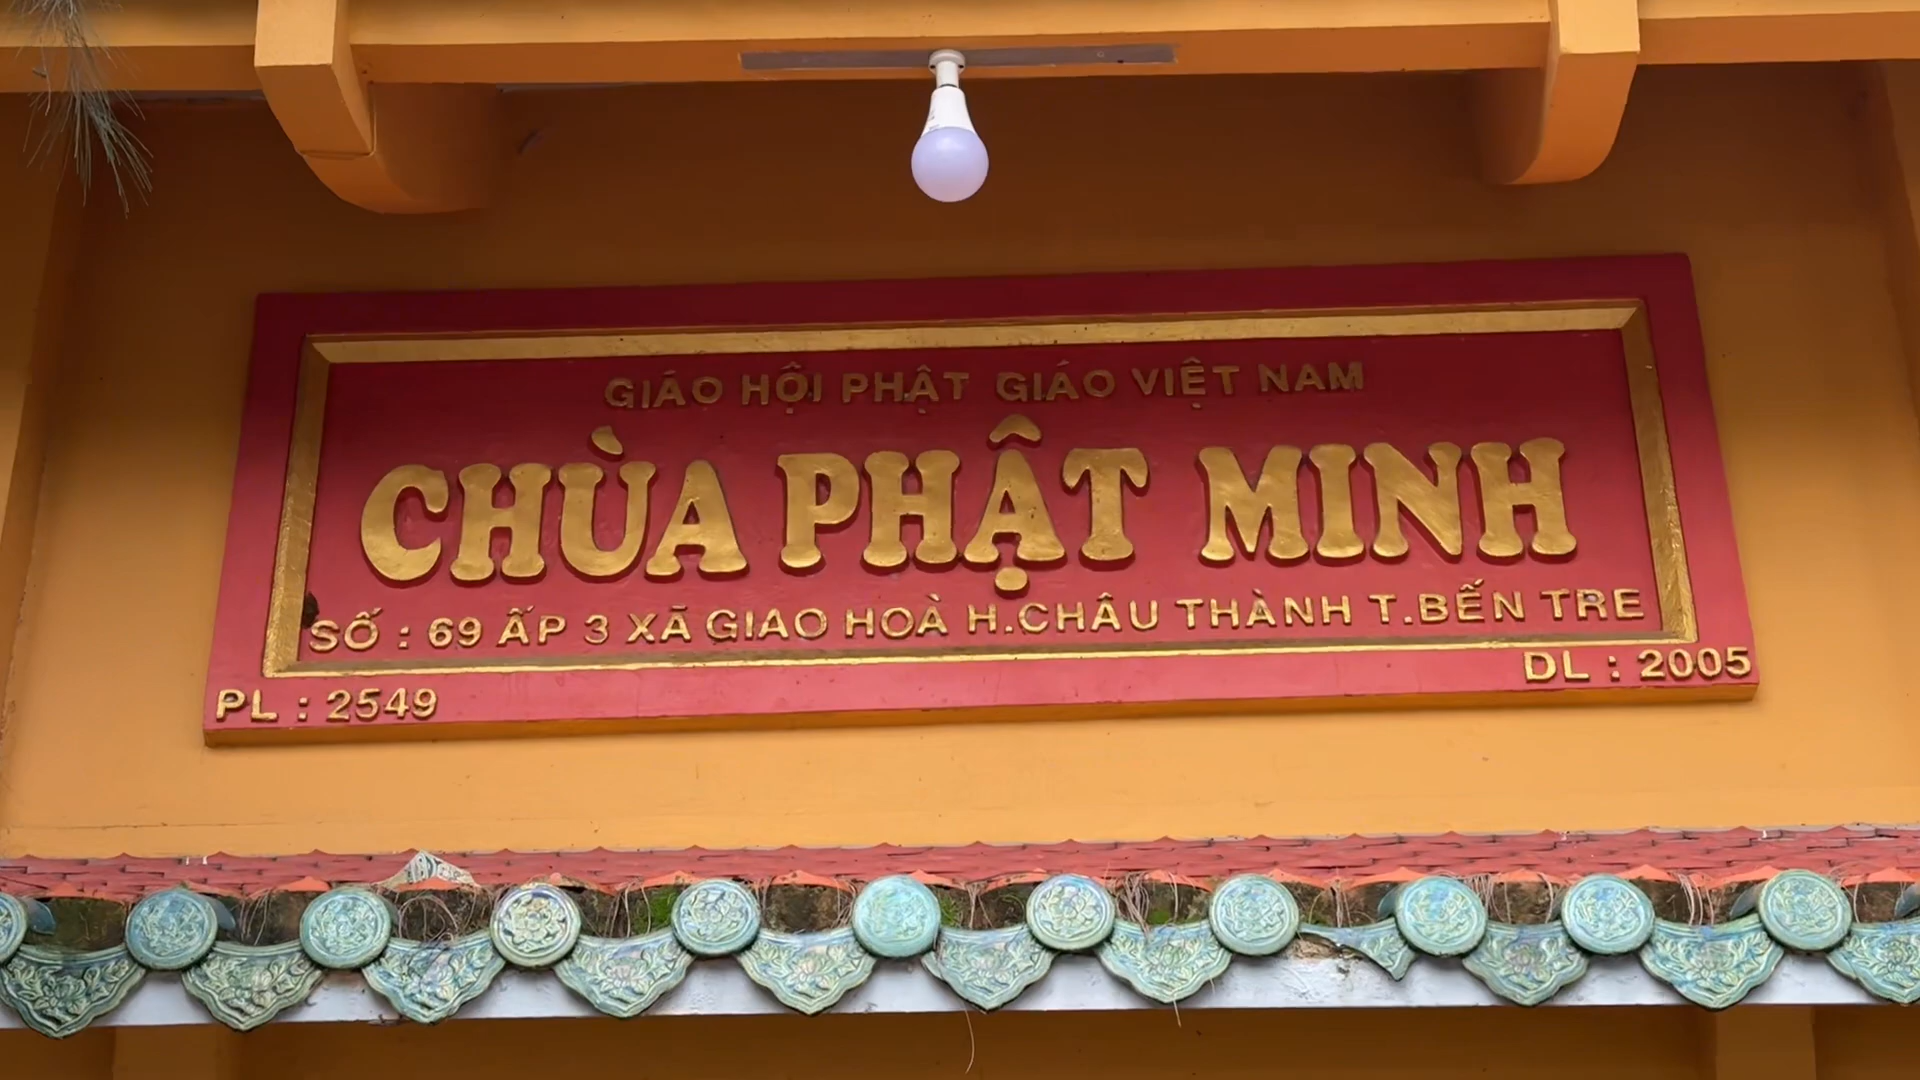 GIÁO HỘI PHẬT GIÁO VIỆT NAM
CHÙA PHẬT MINH
SỐ : 69 ẤP 3 XÃ GIAO HOÀ H.CHÂU THÀNH T.BẾN TRE
PL : 2549
DL : 2005